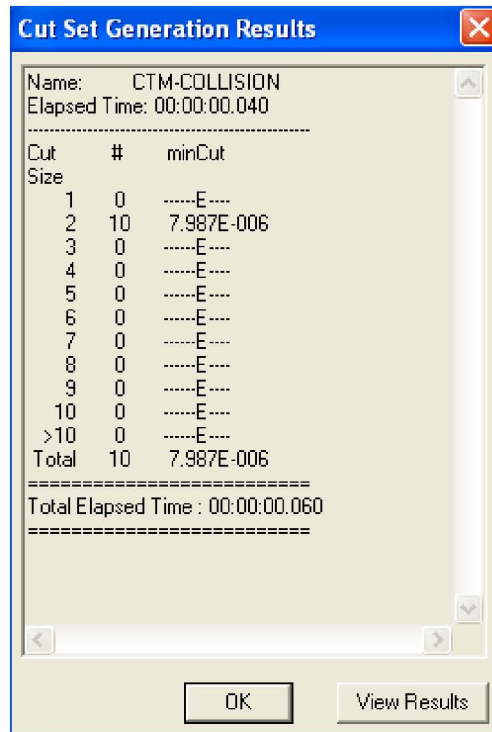 Cut Set Generation Results
Name: CTM-COLLISION
Elapsed Time: 00:00:00.040
-----------------------------------------------
Cut # minCut
Size
1 0 ------E----
2 10 7.987E-006
3 0 ------E----
4 0 ------E----
5 0 ------E----
6 0 ------E----
7 0 ------E----
8 0 ------E----
9 0 ------E----
10 0 ------E----
>10 0 ------E----
Total 10 7.987E-006
==========================
Total Elapsed Time : 00:00:00.060
==========================
OK View Results